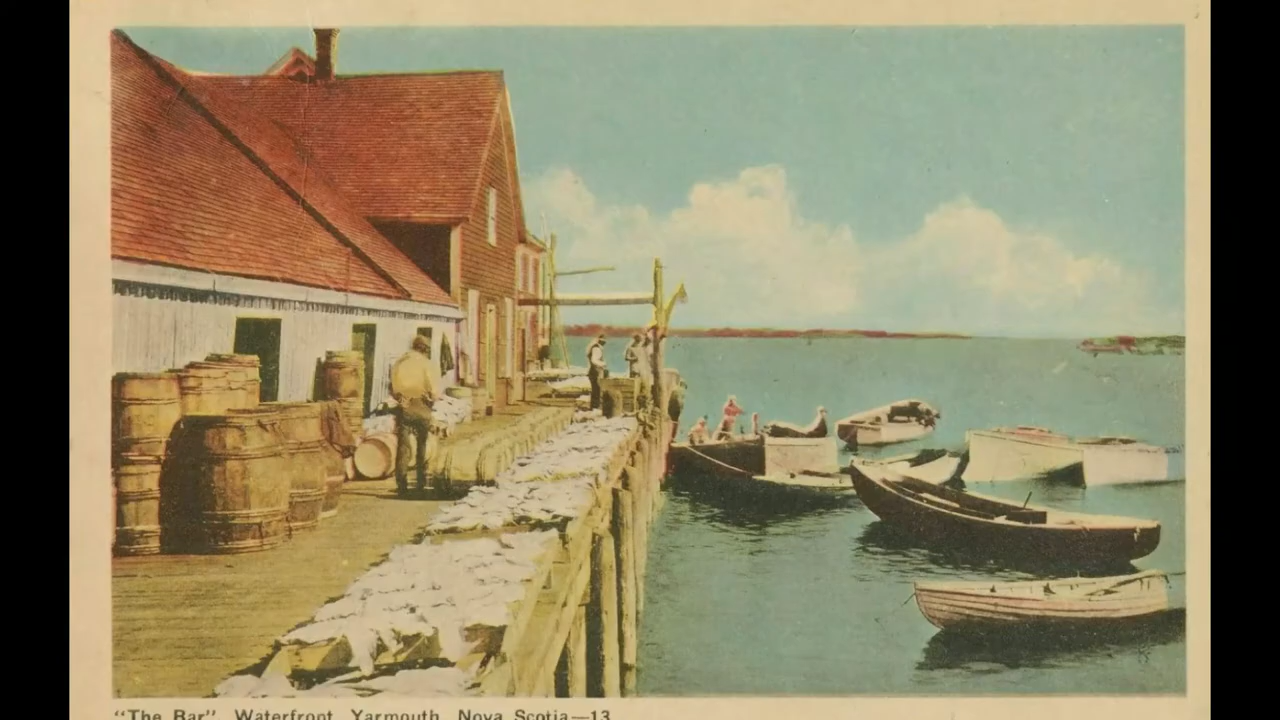 "The Bar", Waterfront, Yarmouth, Nova Scotia—13